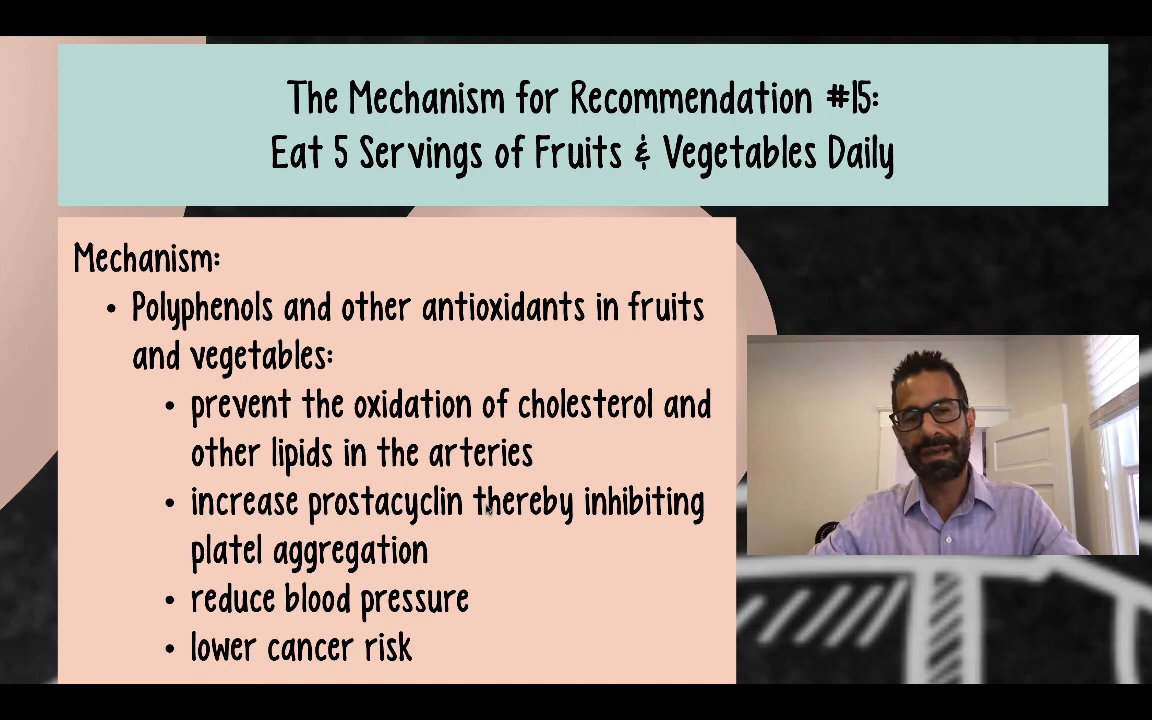 The Mechanism for Recommendation #15:
Eat 5 Servings of Fruits & Vegetables Daily
Mechanism:
• Polyphenols and other antioxidants in fruits
and vegetables:
• prevent the oxidation of cholesterol and
other lipids in the arteries
• increase prostacyclin thereby inhibiting
platel aggregation
• reduce blood pressure
• lower cancer risk